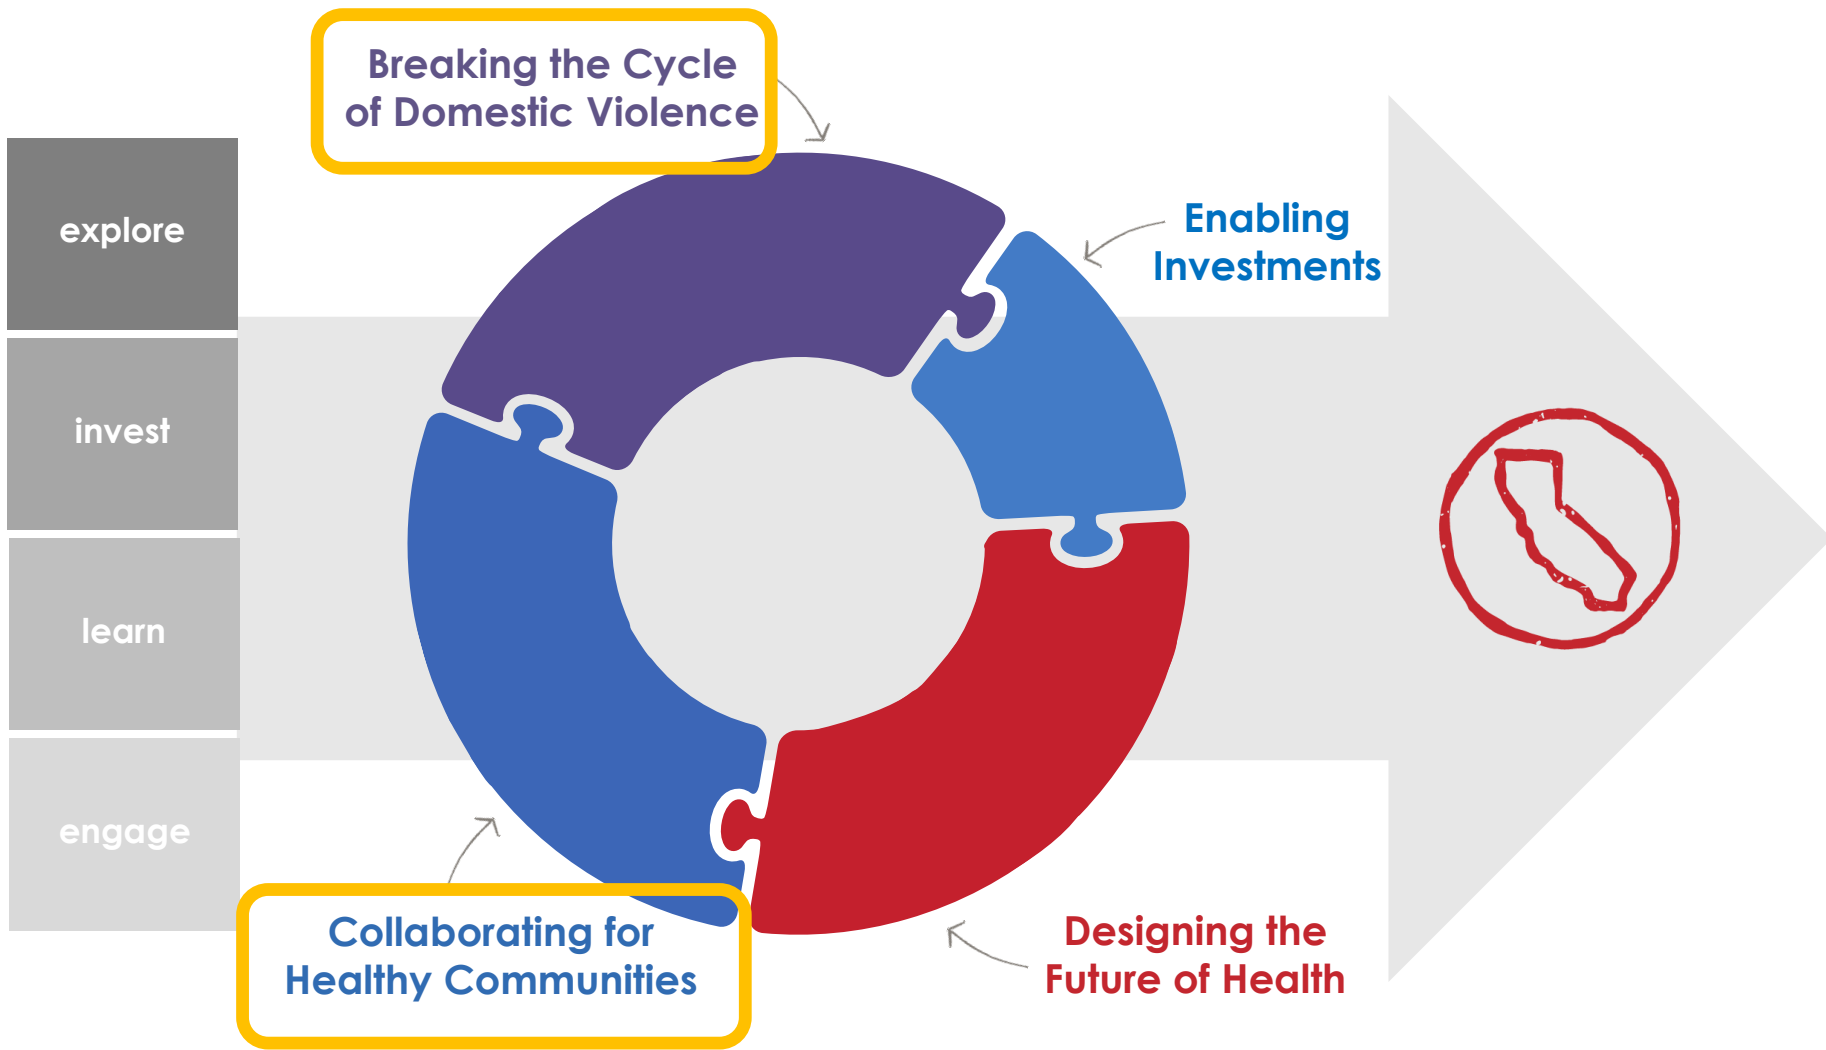 Breaking the Cycle
of Domestic Violence
explore
Enabling
Investments
invest
learn
engage
Collaborating for
Healthy Communities
Designing the
Future of Health